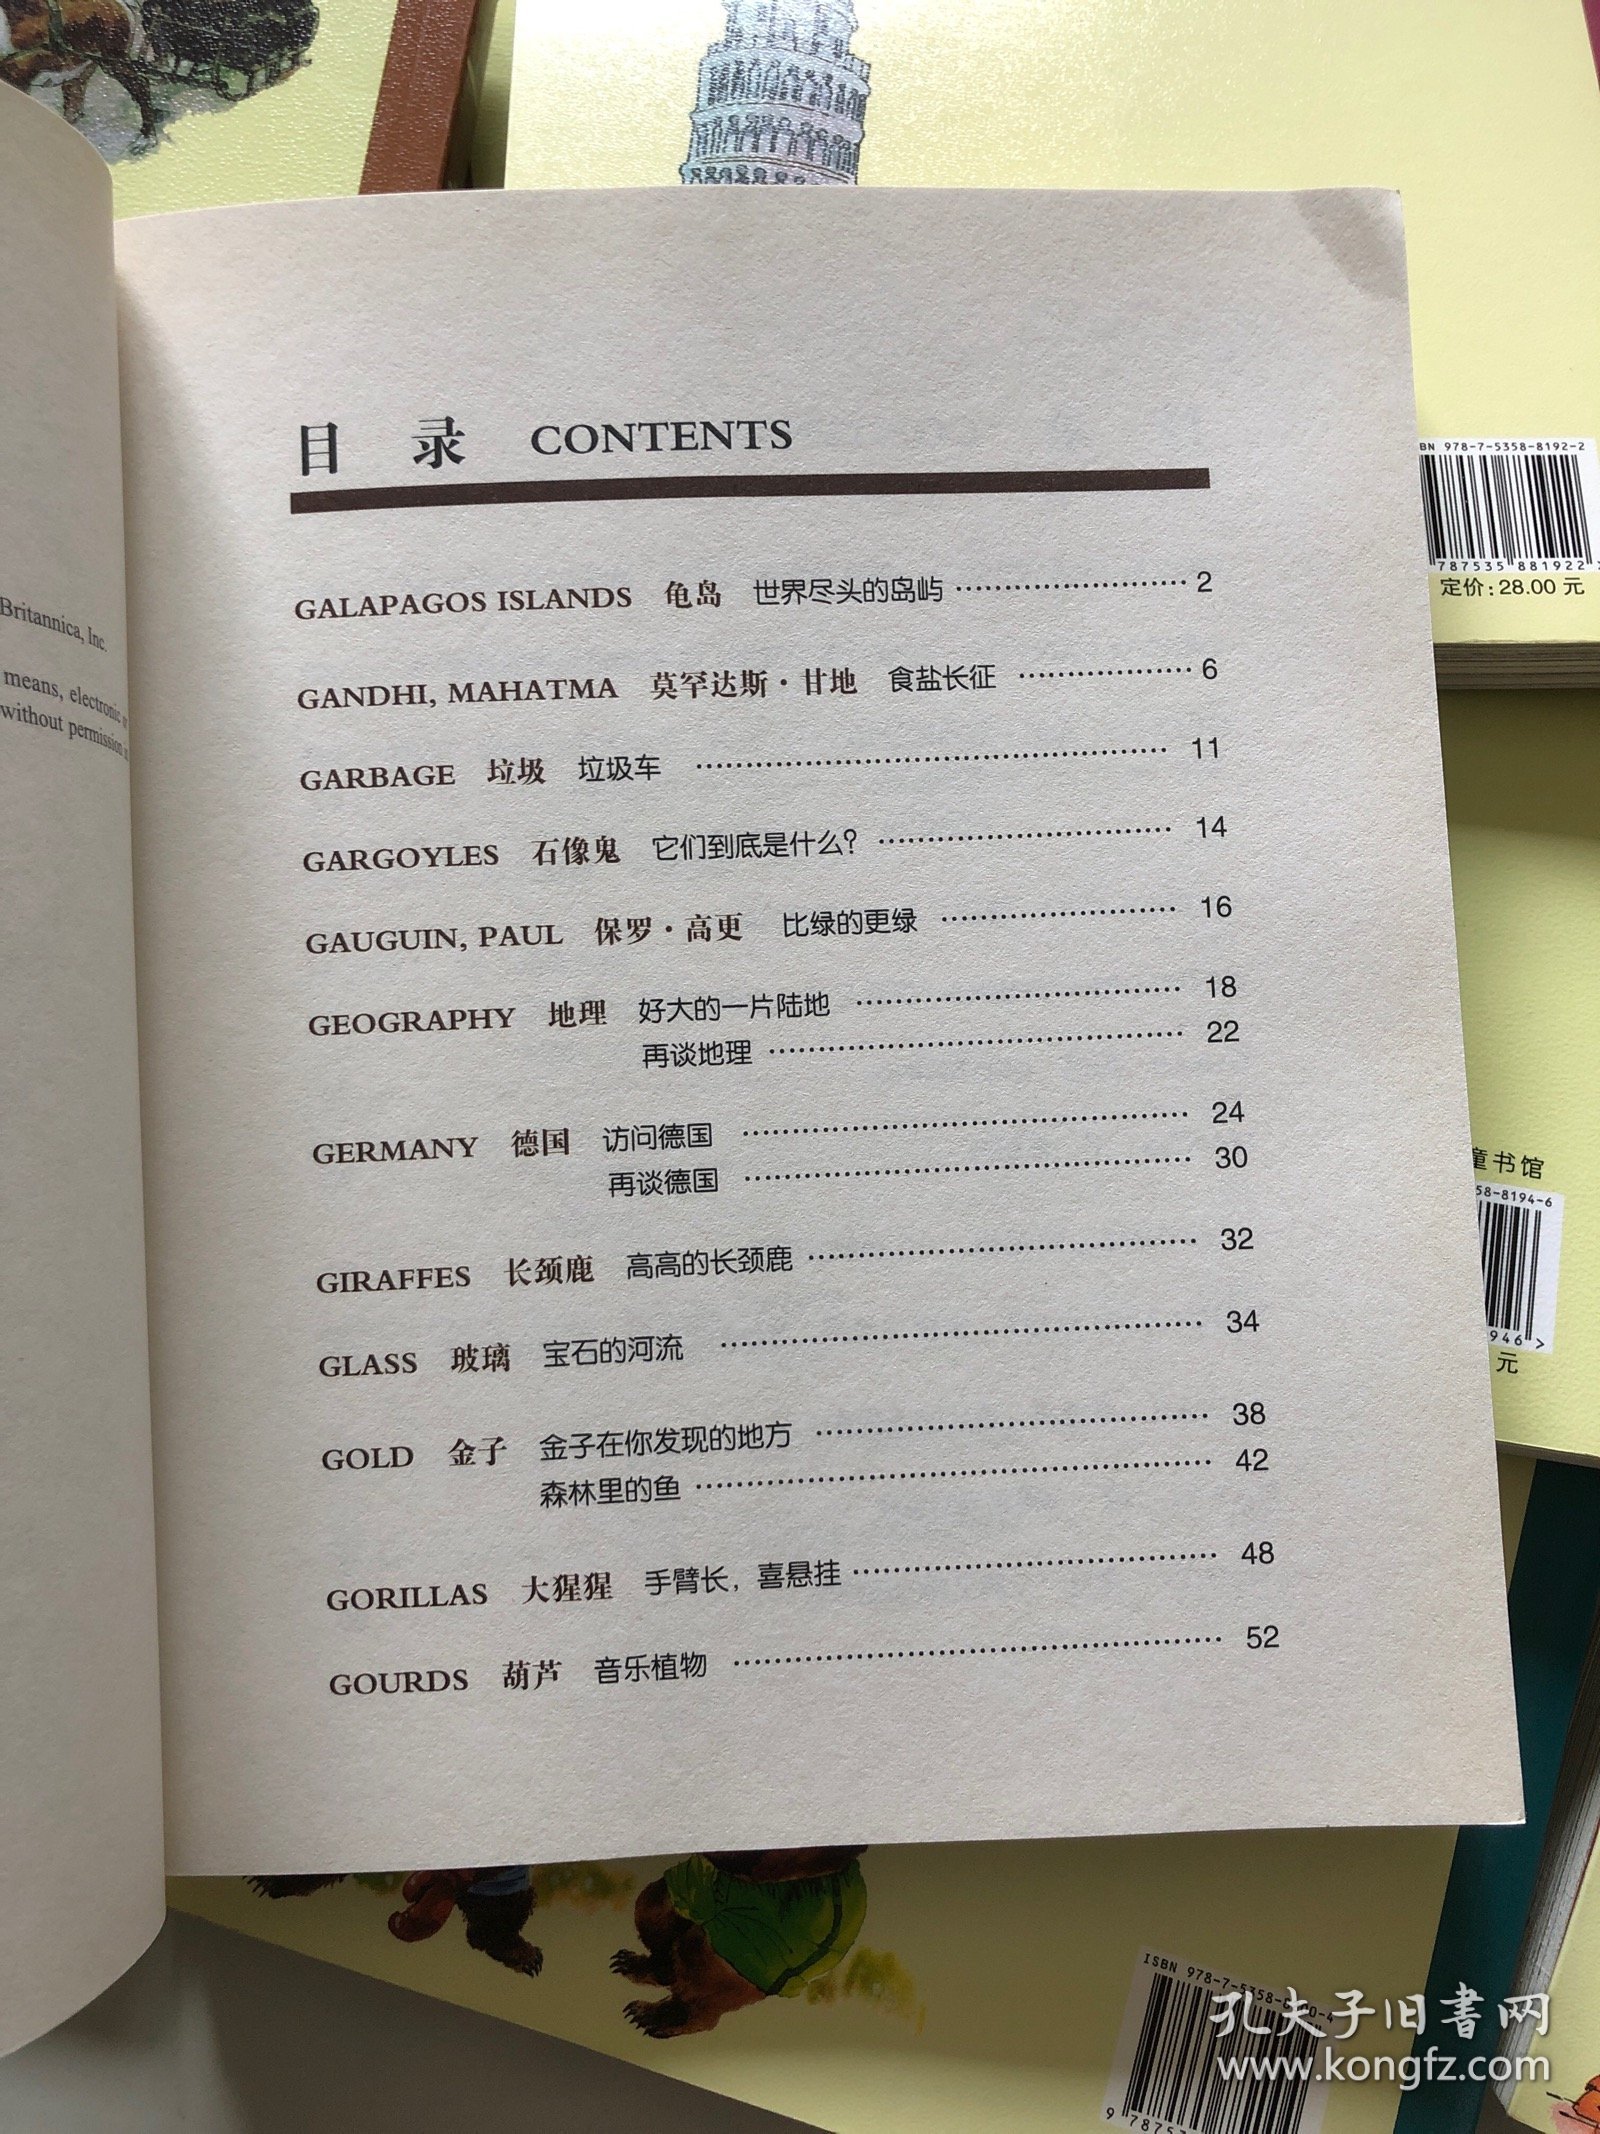 Britannica, Inc.
means, electronic or
without permission
目 录 CONTENTS
GALAPAGOS ISLANDS 龟岛 世界尽头的岛屿 ························ 2
GANDHI, MAHATMA 莫罕达斯·甘地 食盐长征 ·················· 6
GARBAGE 垃圾 垃圾车 ················································ 11
GARGOYLES 石像鬼 它们到底是什么? ······························ 14
GAUGUIN, PAUL 保罗·高更 比绿的更绿 ························ 16
GEOGRAPHY 地理 好大的一片陆地 ································· 18
再谈地理 ·········································· 22
GERMANY 德国 访问德国 ············································· 24
再谈德国 ············································· 30
GIRAFFES 长颈鹿 高高的长颈鹿 ······································· 32
GLASS 玻璃 宝石的河流 ················································ 34
GOLD 金子 金子在你发现的地方 ······································· 38
森林里的鱼 ···················································· 42
GORILLAS 大猩猩 手臂长，喜悬挂 ···································· 48
GOURDS 葫芦 音乐植物 ················································ 52
BN 978-7-5358-8192-2
787535 881922 >
定价: 28.00 元
童书馆
58-8194-6
946 >
元
ISBN 978-7-5358-
0-4
9 7875
孔夫子旧书网
www.kongfz.com